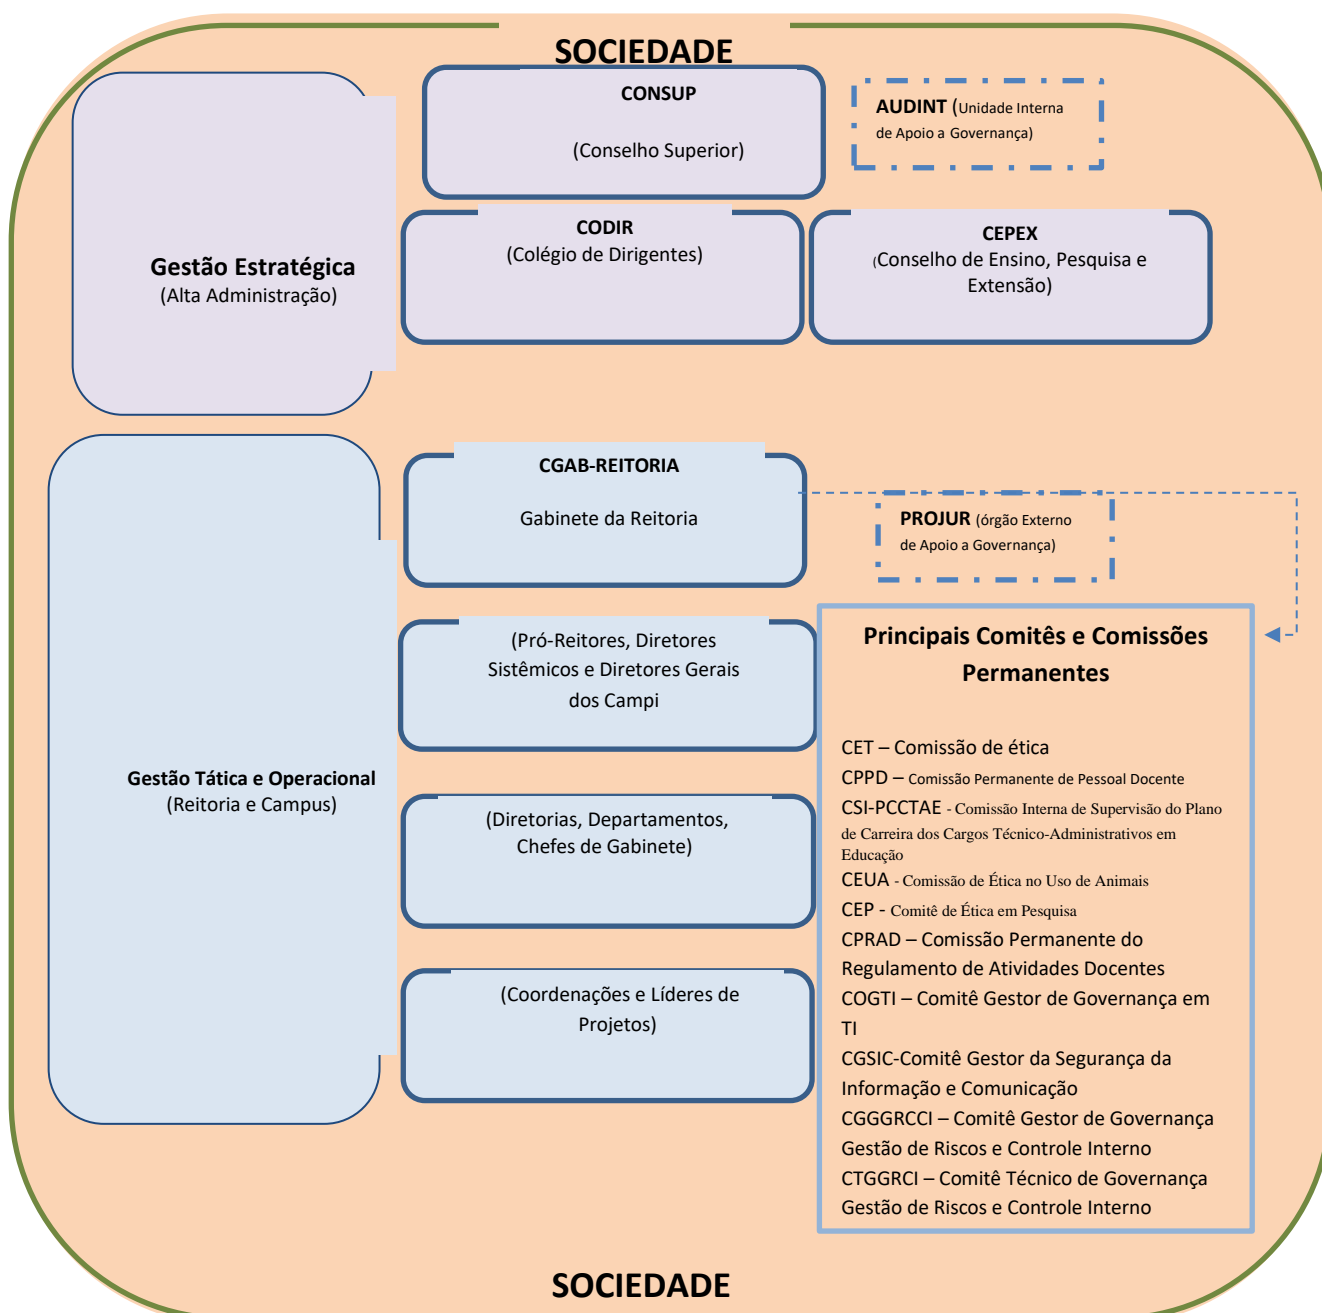 SOCIEDADE
CONSUP
(Conselho Superior)
AUDINT (Unidade Interna
de Apoio a Governança)
Gestão Estratégica
(Alta Administração)
CODIR
(Colégio de Dirigentes)
CEPEX
(Conselho de Ensino, Pesquisa e
Extensão)
CGAB-REITORIA
Gabinete da Reitoria
PROJUR (órgão Externo
de Apoio a Governança)
(Pró-Reitores, Diretores
Sistêmicos e Diretores Gerais
dos Campi
Gestão Tática e Operacional
(Reitoria e Campus)
(Diretorias, Departamentos,
Chefes de Gabinete)
(Coordenações e Líderes de
Projetos)
Principais Comitês e Comissões
Permanentes
CET – Comissão de ética
CPPD – Comissão Permanente de Pessoal Docente
CSI-PCCTAE - Comissão Interna de Supervisão do Plano
de Carreira dos Cargos Técnico-Administrativos em
Educação
CEUA - Comissão de Ética no Uso de Animais
CEP - Comitê de Ética em Pesquisa
CPRAD – Comissão Permanente do
Regulamento de Atividades Docentes
COGTI – Comitê Gestor de Governança em
TI
CGSIC-Comitê Gestor da Segurança da
Informação e Comunicação
CGGGRCCI – Comitê Gestor de Governança
Gestão de Riscos e Controle Interno
CTGGRCI – Comitê Técnico de Governança
Gestão de Riscos e Controle Interno
SOCIEDADE